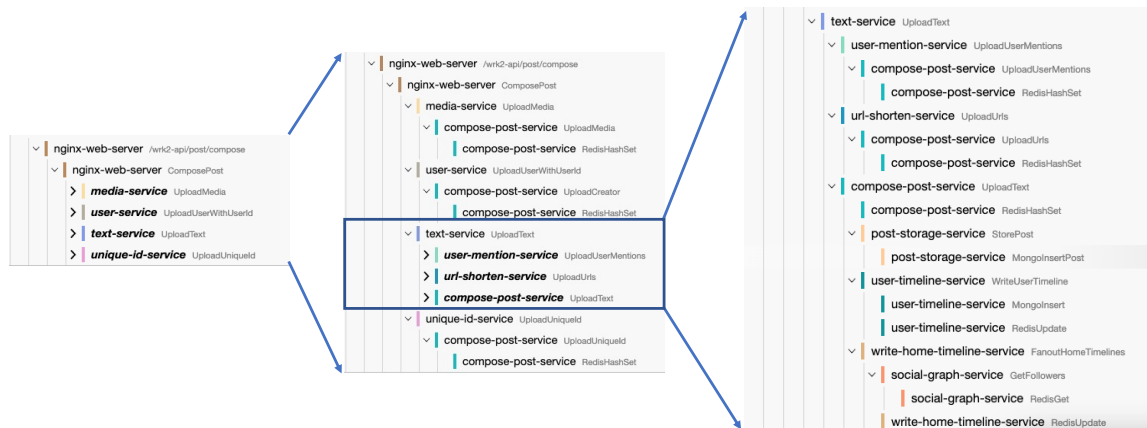 nginx-web-server /wrk2-api/post/compose
nginx-web-server ComposePost
media-service UploadMedia
user-service UploadUserWithUserId
text-service UploadText
unique-id-service UploadUniqueId
nginx-web-server /wrk2-api/post/compose
nginx-web-server ComposePost
media-service UploadMedia
compose-post-service UploadMedia
compose-post-service RedisHashSet
user-service UploadUserWithUserId
compose-post-service UploadCreator
compose-post-service RedisHashSet
text-service UploadText
user-mention-service UploadUserMentions
url-shorten-service UploadUrls
compose-post-service UploadText
unique-id-service UploadUniqueId
compose-post-service UploadUniqueId
compose-post-service RedisHashSet
text-service UploadText
user-mention-service UploadUserMentions
compose-post-service UploadUserMentions
compose-post-service RedisHashSet
url-shorten-service UploadUrls
compose-post-service UploadUrls
compose-post-service RedisHashSet
compose-post-service UploadText
compose-post-service RedisHashSet
post-storage-service StorePost
post-storage-service MongoInsertPost
user-timeline-service WriteUserTimeline
user-timeline-service MongoInsert
user-timeline-service RedisUpdate
write-home-timeline-service FanoutHomeTimelines
social-graph-service GetFollowers
social-graph-service RedisGet
write-home-timeline-service RedisUpdate